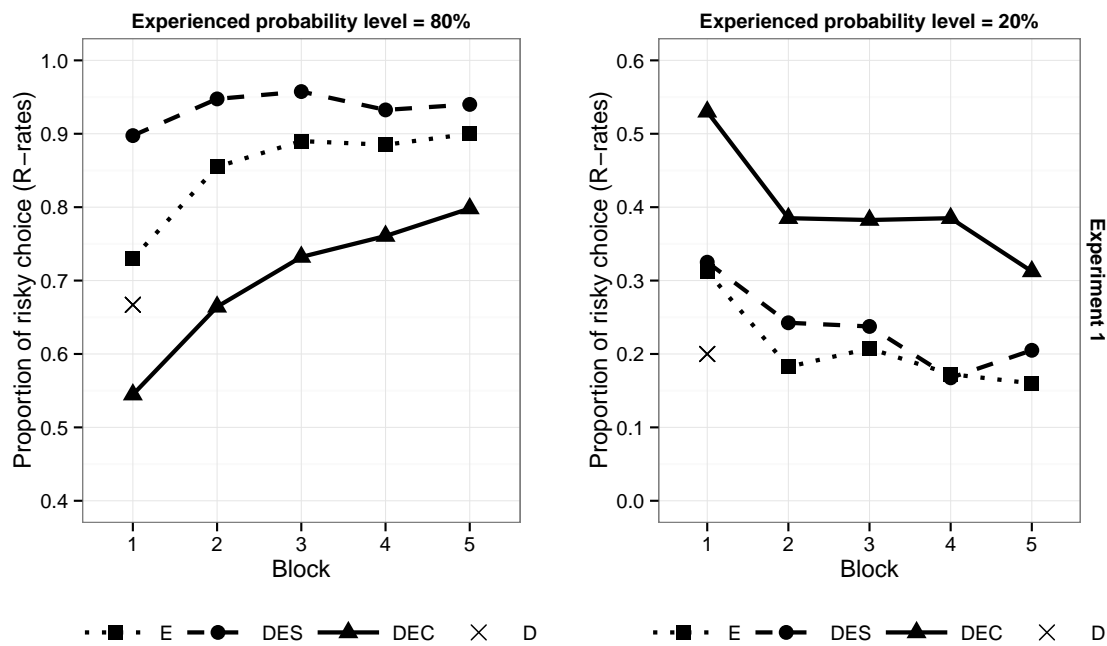 Experienced probability level = 80%
Proportion of risky choice (R−rates)
1.0
0.9
0.8
0.7
0.6
0.5
0.4
1 2 3 4 5
Block
E DES DEC D
Experienced probability level = 20%
Proportion of risky choice (R−rates)
0.6
0.5
0.4
0.3
0.2
0.1
0.0
1 2 3 4 5
Block
E DES DEC D
Experiment 1